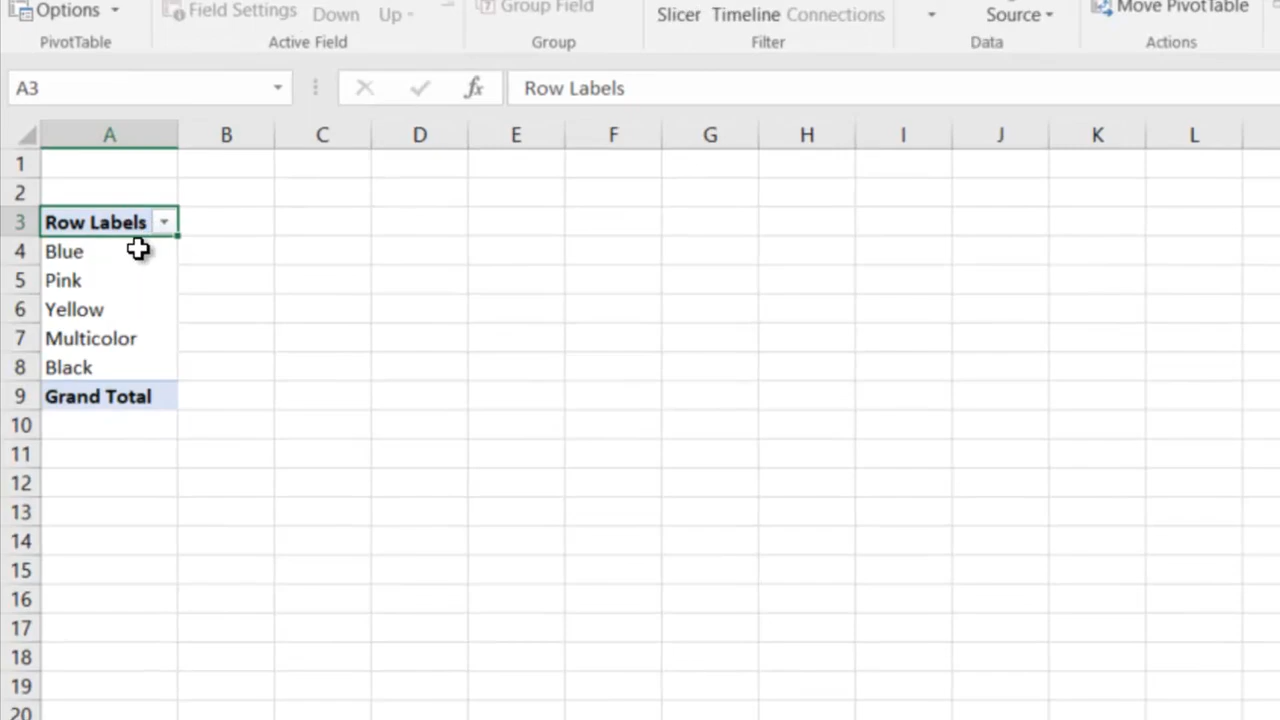 Options Field Settings Down Up Group Field Slicer Timeline Connections Source Move PivotTable
PivotTable Active Field Group Filter Data Actions
A3 fx Row Labels
A B C D E F G H I J K L
1
2
3 Row Labels
4 Blue
5 Pink
6 Yellow
7 Multicolor
8 Black
9 Grand Total
10
11
12
13
14
15
16
17
18
19
20